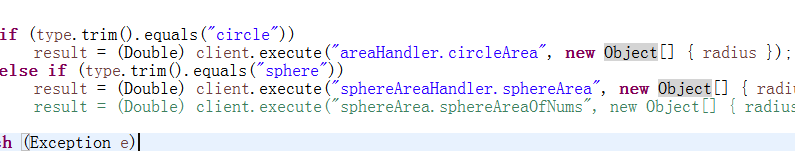 if (type.trim().equals("circle"))
result = (Double) client.execute("areaHandler.circleArea", new Object[] { radius });
else if (type.trim().equals("sphere"))
result = (Double) client.execute("sphereAreaHandler.sphereArea", new Object[] { radiu
result = (Double) client.execute("sphereArea.sphereAreaOfNums", new Object[] { radius
h (Exception e)